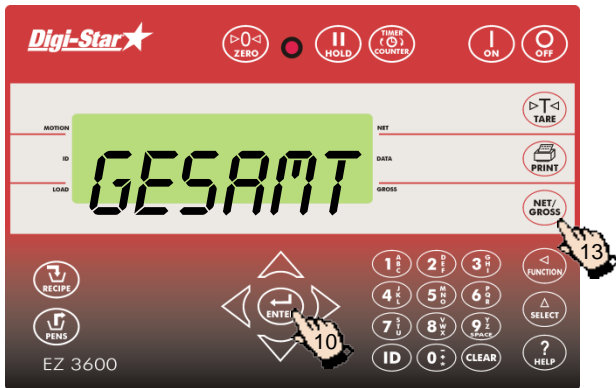 Digi-Star
0 ZERO
HOLD
TIMER COUNTER
ON
OFF
T TARE
MOTION
NET
ID
DATA
PRINT
LOAD
GROSS
GESAMT
NET/ GROSS
13
RECIPE
1 A B C
2 D E F
3 G H I
FUNCTION
ENTER
10
4 J K L
5 M N O
6 P Q R
SELECT
PENS
7 S T U
8 V W X
9 Y Z SPACE
EZ 3600
ID
0 - . *
CLEAR
? HELP